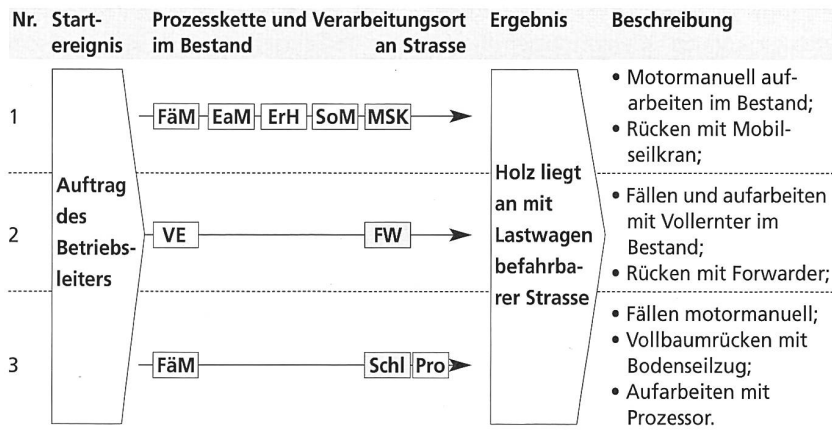 Nr. Start- Prozesskette und Verarbeitungsort Ergebnis Beschreibung
ereignis im Bestand an Strasse
1
Auftrag
des
Betriebs-
leiters
FäM EaM ErH SoM MSK
Holz liegt
an mit
Lastwagen
befahrba-
rer Strasse
• Motormanuell auf-
arbeiten im Bestand;
• Rücken mit Mobil-
seilkran;
2
VE FW
• Fällen und aufarbeiten
mit Vollernter im
Bestand;
• Rücken mit Forwarder;
3
FäM Schl Pro
• Fällen motormanuell;
• Vollbaumrücken mit
Bodenseilzug;
• Aufarbeiten mit
Prozessor.